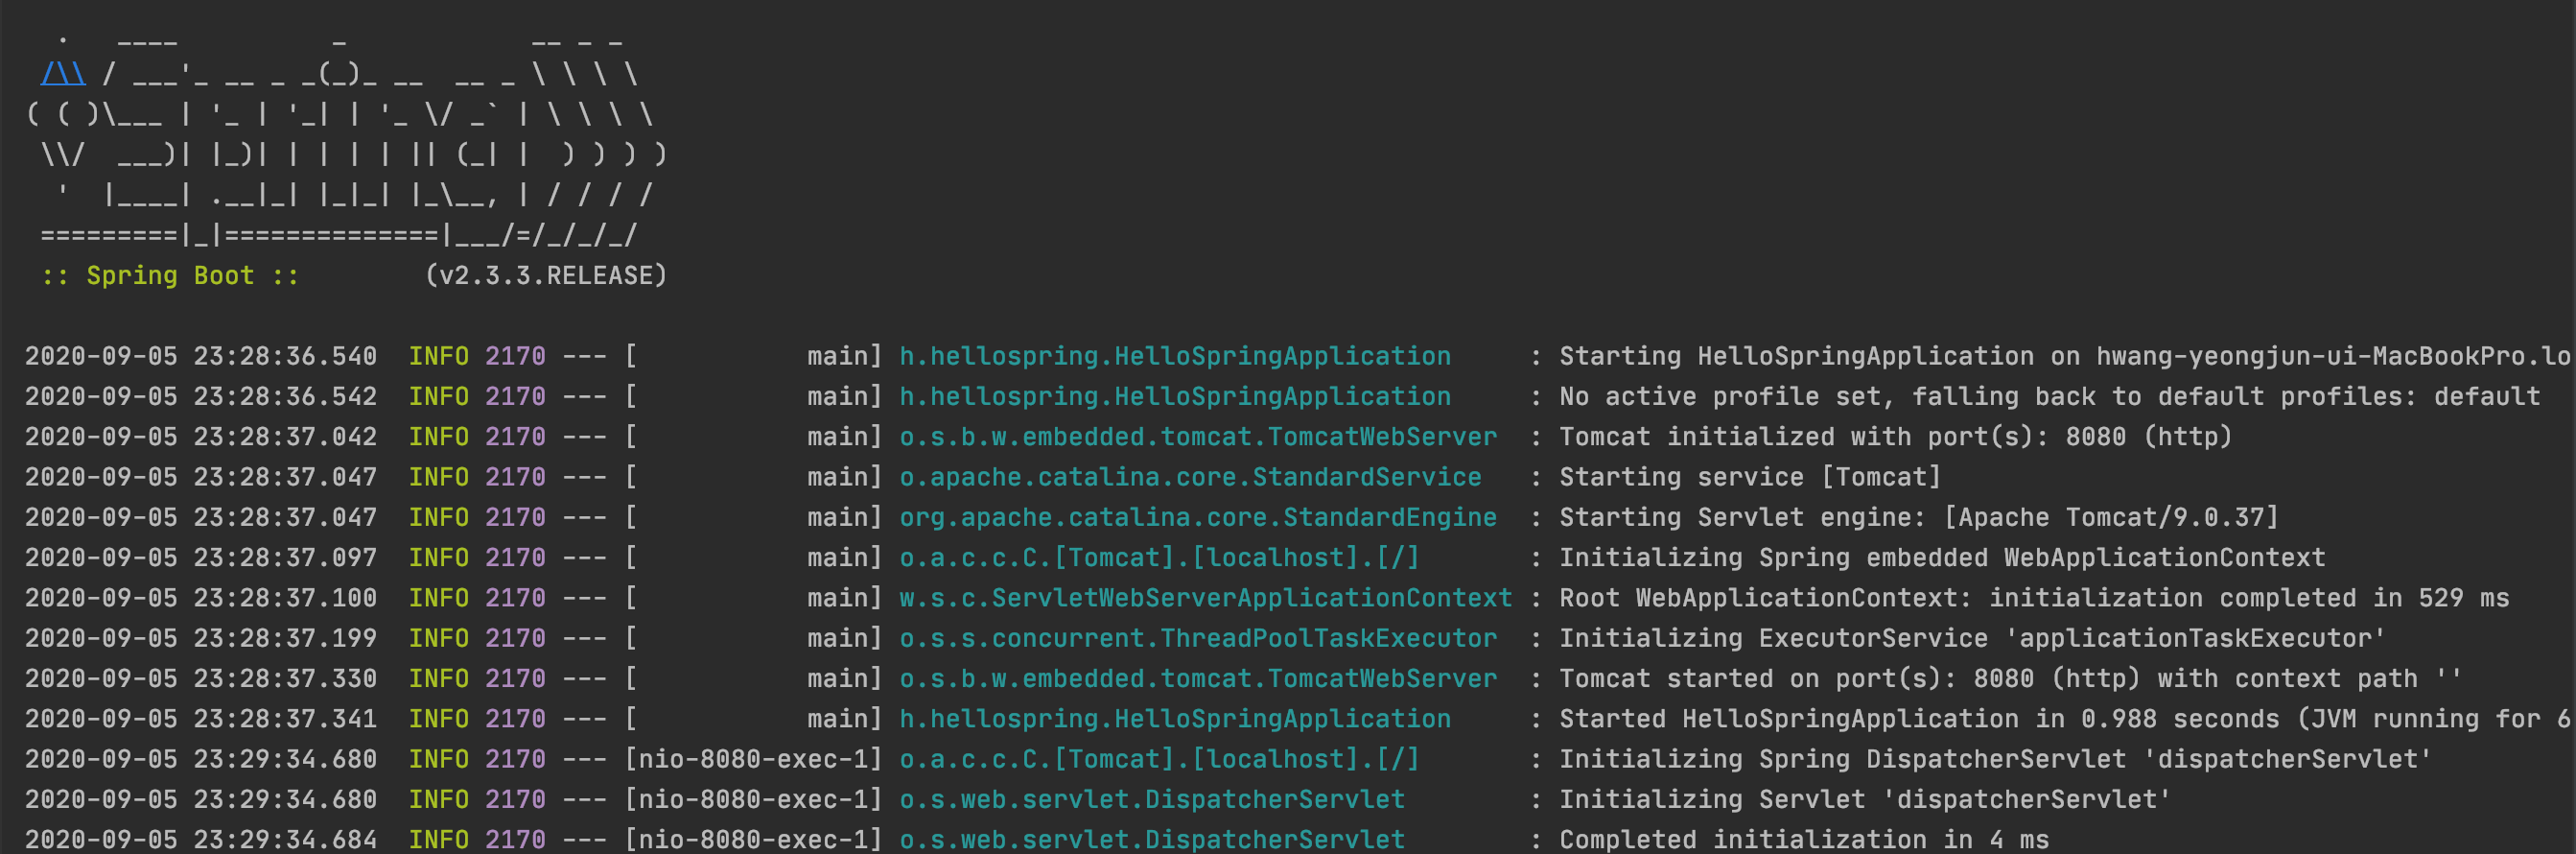 .   ____          _            __ _ _
 /\\ / ___'_ __ _ _(_)_ __  __ _ \ \ \ \
( ( )\___ | '_ | '_| | '_ \/ _` | \ \ \ \
 \\/  ___)| |_)| | | | | || (_| |  ) ) ) )
  '  |____| .__|_| |_|_| |_\__, | / / / /
 =========|_|==============|___/=/_/_/_/
 :: Spring Boot ::        (v2.3.3.RELEASE)
2020-09-05 23:28:36.540  INFO 2170 --- [           main] h.hellospring.HelloSpringApplication     : Starting HelloSpringApplication on hwang-yeongjun-ui-MacBookPro.lo
2020-09-05 23:28:36.542  INFO 2170 --- [           main] h.hellospring.HelloSpringApplication     : No active profile set, falling back to default profiles: default
2020-09-05 23:28:37.042  INFO 2170 --- [           main] o.s.b.w.embedded.tomcat.TomcatWebServer  : Tomcat initialized with port(s): 8080 (http)
2020-09-05 23:28:37.047  INFO 2170 --- [           main] o.apache.catalina.core.StandardService   : Starting service [Tomcat]
2020-09-05 23:28:37.047  INFO 2170 --- [           main] org.apache.catalina.core.StandardEngine  : Starting Servlet engine: [Apache Tomcat/9.0.37]
2020-09-05 23:28:37.097  INFO 2170 --- [           main] o.a.c.c.C.[Tomcat].[localhost].[/]       : Initializing Spring embedded WebApplicationContext
2020-09-05 23:28:37.100  INFO 2170 --- [           main] w.s.c.ServletWebServerApplicationContext : Root WebApplicationContext: initialization completed in 529 ms
2020-09-05 23:28:37.199  INFO 2170 --- [           main] o.s.s.concurrent.ThreadPoolTaskExecutor  : Initializing ExecutorService 'applicationTaskExecutor'
2020-09-05 23:28:37.330  INFO 2170 --- [           main] o.s.b.w.embedded.tomcat.TomcatWebServer  : Tomcat started on port(s): 8080 (http) with context path ''
2020-09-05 23:28:37.341  INFO 2170 --- [           main] h.hellospring.HelloSpringApplication     : Started HelloSpringApplication in 0.988 seconds (JVM running for 6
2020-09-05 23:29:34.680  INFO 2170 --- [nio-8080-exec-1] o.a.c.c.C.[Tomcat].[localhost].[/]       : Initializing Spring DispatcherServlet 'dispatcherServlet'
2020-09-05 23:29:34.680  INFO 2170 --- [nio-8080-exec-1] o.s.web.servlet.DispatcherServlet        : Initializing Servlet 'dispatcherServlet'
2020-09-05 23:29:34.684  INFO 2170 --- [nio-8080-exec-1] o.s.web.servlet.DispatcherServlet        : Completed initialization in 4 ms